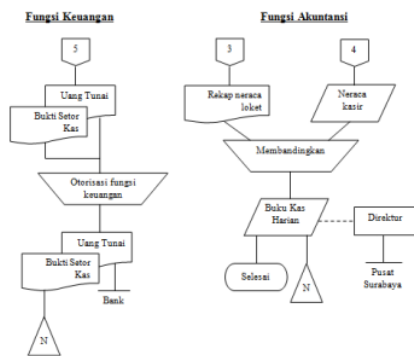 Fungsi Keuangan
5
Uang Tunai
Bukti Setor
Kas
Otorisasi fungsi
keuangan
Uang Tunai
Bukti Setor
Kas
Bank
N
Fungsi Akuntansi
3
4
Rekap neraca
loket
Neraca
kasir
Membandingkan
Buku Kas
Harian
Direktur
Selesai
N
Pusat
Surabaya